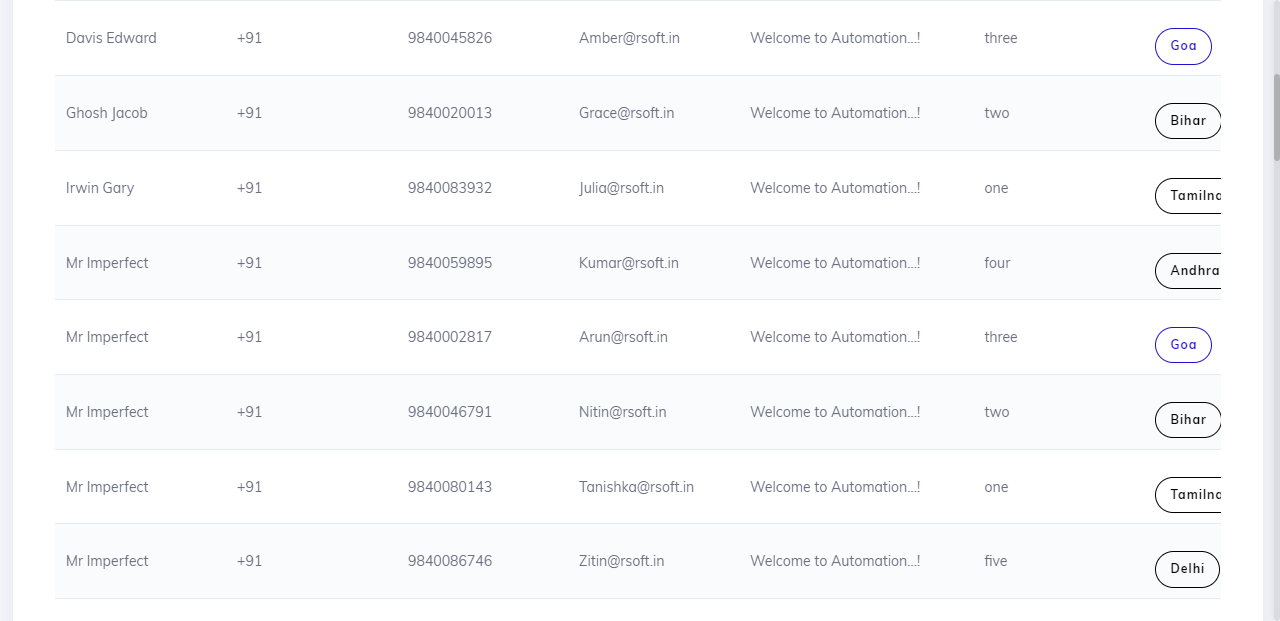 Davis Edward +91 9840045826 Amber@rsoft.in Welcome to Automation...! three Goa
Ghosh Jacob +91 9840020013 Grace@rsoft.in Welcome to Automation...! two Bihar
Irwin Gary +91 9840083932 Julia@rsoft.in Welcome to Automation...! one Tamilna
Mr Imperfect +91 9840059895 Kumar@rsoft.in Welcome to Automation...! four Andhra
Mr Imperfect +91 9840002817 Arun@rsoft.in Welcome to Automation...! three Goa
Mr Imperfect +91 9840046791 Nitin@rsoft.in Welcome to Automation...! two Bihar
Mr Imperfect +91 9840080143 Tanishka@rsoft.in Welcome to Automation...! one Tamilna
Mr Imperfect +91 9840086746 Zitin@rsoft.in Welcome to Automation...! five Delhi